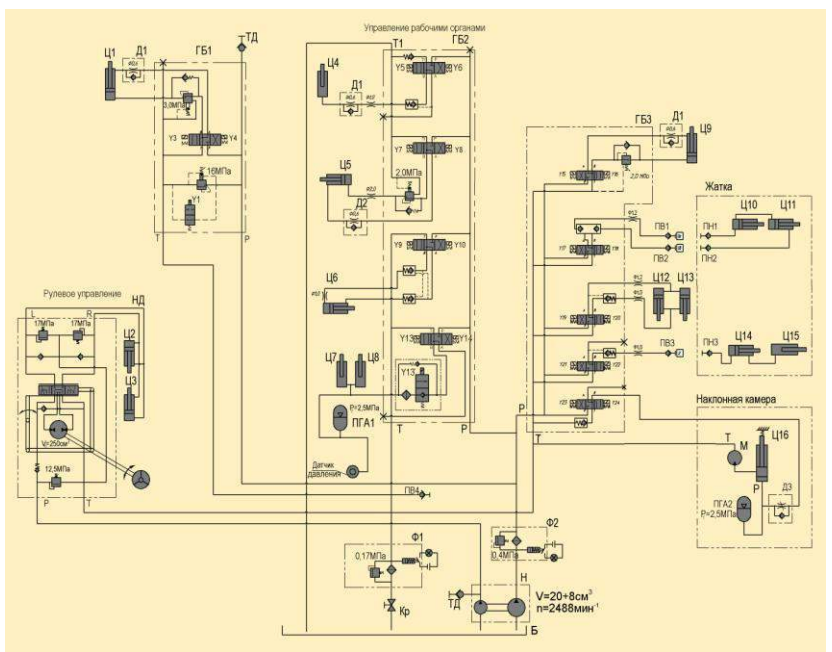 Управление рабочими органами
ТД
Ц1
Д1
ГБ1
3,0МПа
Y3
Y4
16МПа
Y1
Т
Р
Т1
ГБ2
Ц4
Y5
Y6
Д1
Y7
Y8
Ц5
2,0МПа
Д2
Y9
Y10
Ц6
Y13
Ц7
Ц8
Y13
Р=2,5МПа
ПГА1
Датчик
давления
Т
Р
ГБ3
Д1
Ц9
2,0 мПа
Жатка
Ц10
Ц11
ПВ1
ПН1
ПВ2
ПН2
Ц12
Ц13
ПВ3
ПН3
Ц14
Ц15
Р
Т
Наклонная камера
Т
М
Ц16
Р
ПГА2
Р=2,5МПа
Д3
Рулевое управление
L
R
НД
17МПа
17МПа
Ц2
Ц3
V=250см³
12,5МПа
Р
Т
ПВ4
Ф1
0,17МПа
Ф2
0,4МПа
Кр
ТД
Н
V=20+8см³
n=2488мин⁻¹
Б